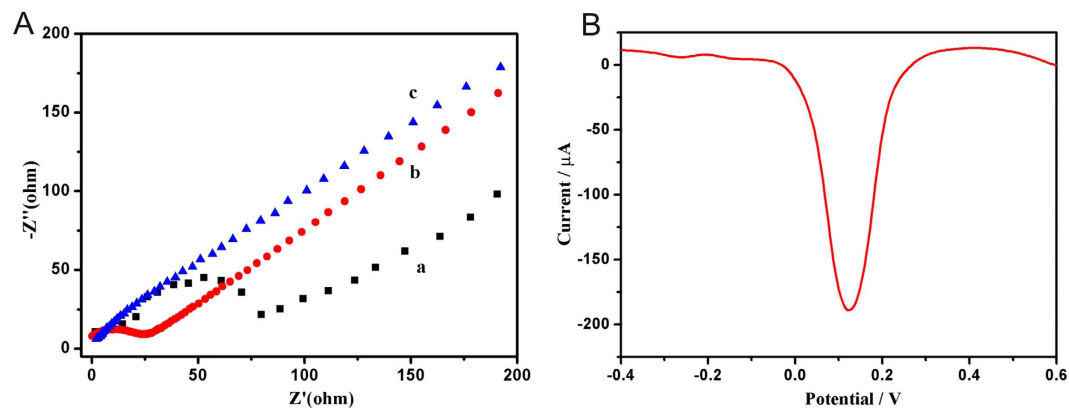 A
200
150
100
50
0
-Z''(ohm)
c
b
a
0 50 100 150 200
Z'(ohm)
B
0
-50
-100
-150
-200
Current / μA
-0.4 -0.2 0.0 0.2 0.4 0.6
Potential / V